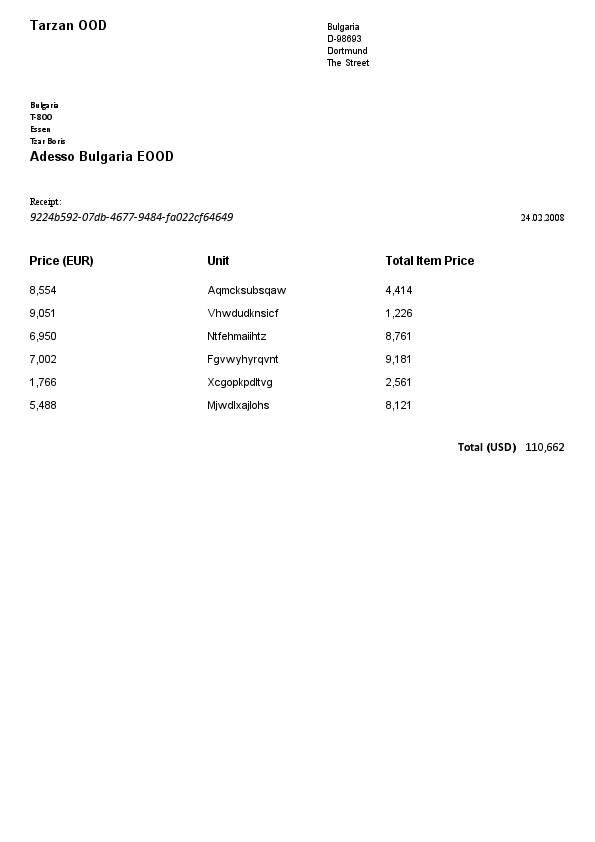 Tarzan OOD
Bulgaria
D-98693
Dortmund
The Street
Bulgaria
T-800
Essen
Tzar Boris
Adesso Bulgaria EOOD
Receipt:
9224b592-07db-4677-9484-fa022cf64649 24.02.2008
Price (EUR) Unit Total Item Price
8,554 Aqmcksubsqaw 4,414
9,051 Vhwdudknsicf 1,226
6,950 Ntfehmaiihtz 8,761
7,002 Fgvwyhyrqvnt 9,181
1,766 Xcgopkpdltvg 2,561
5,488 Mjwdlxajlohs 8,121
Total (USD) 110,662